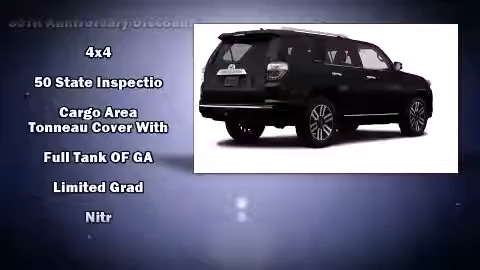 4x4
50 State Inspectio
Cargo Area
Tonneau Cover With
Full Tank OF GA
Limited Grad
Nitr